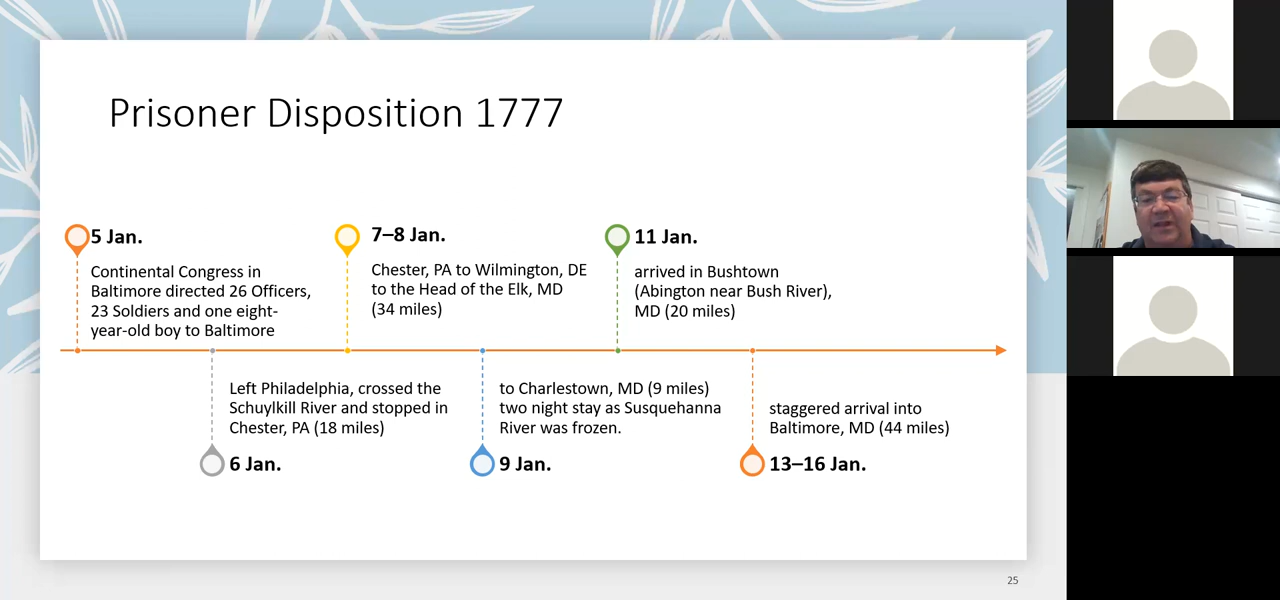 Prisoner Disposition 1777
5 Jan.
Continental Congress in
Baltimore directed 26 Officers,
23 Soldiers and one eight-
year-old boy to Baltimore
Left Philadelphia, crossed the
Schuylkill River and stopped in
Chester, PA (18 miles)
6 Jan.
7–8 Jan.
Chester, PA to Wilmington, DE
to the Head of the Elk, MD
(34 miles)
to Charlestown, MD (9 miles)
two night stay as Susquehanna
River was frozen.
9 Jan.
11 Jan.
arrived in Bushtown
(Abington near Bush River),
MD (20 miles)
staggered arrival into
Baltimore, MD (44 miles)
13–16 Jan.
25